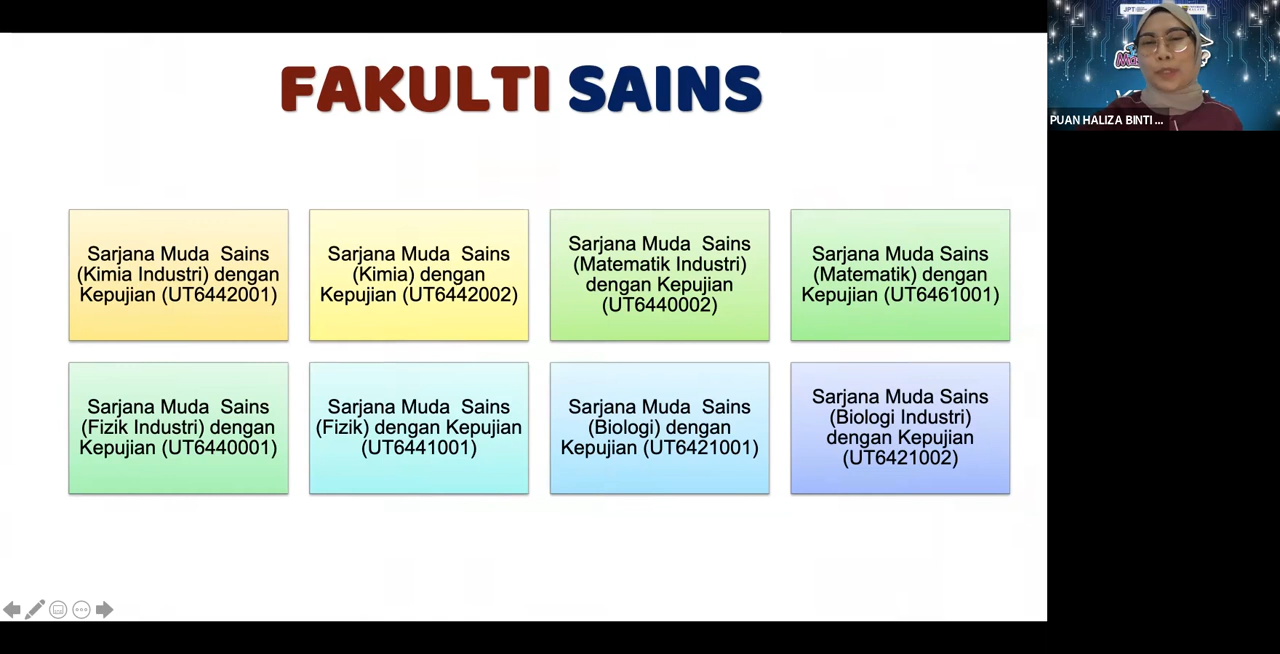 FAKULTI SAINS
Sarjana Muda Sains
(Kimia Industri) dengan
Kepujian (UT6442001)
Sarjana Muda Sains
(Kimia) dengan
Kepujian (UT6442002)
Sarjana Muda Sains
(Matematik Industri)
dengan Kepujian
(UT6440002)
Sarjana Muda Sains
(Matematik) dengan
Kepujian (UT6461001)
Sarjana Muda Sains
(Fizik Industri) dengan
Kepujian (UT6440001)
Sarjana Muda Sains
(Fizik) dengan Kepujian
(UT6441001)
Sarjana Muda Sains
(Biologi) dengan
Kepujian (UT6421001)
Sarjana Muda Sains
(Biologi Industri)
dengan Kepujian
(UT6421002)
JPT
PUAN HALIZA BINTI ...